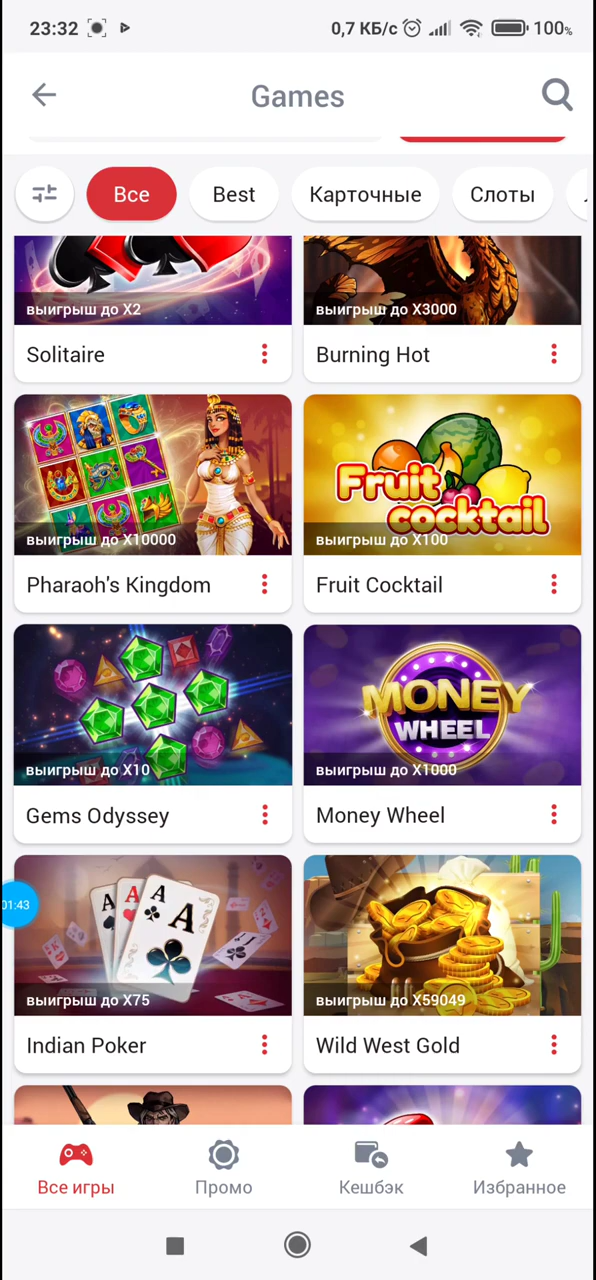 23:32
0,7 КБ/с
100%
Games
Все
Best
Карточные
Слоты
выигрыш до X2
выигрыш до X3000
Solitaire
Burning Hot
Fruit
cocktail
выигрыш до X10000
выигрыш до X100
Pharaoh's Kingdom
Fruit Cocktail
MONEY
WHEEL
выигрыш до X10
выигрыш до X1000
Gems Odyssey
Money Wheel
01:43
A
A
A
A
J
выигрыш до X75
выигрыш до X59049
Indian Poker
Wild West Gold
Все игры
Промо
Кешбэк
Избранное